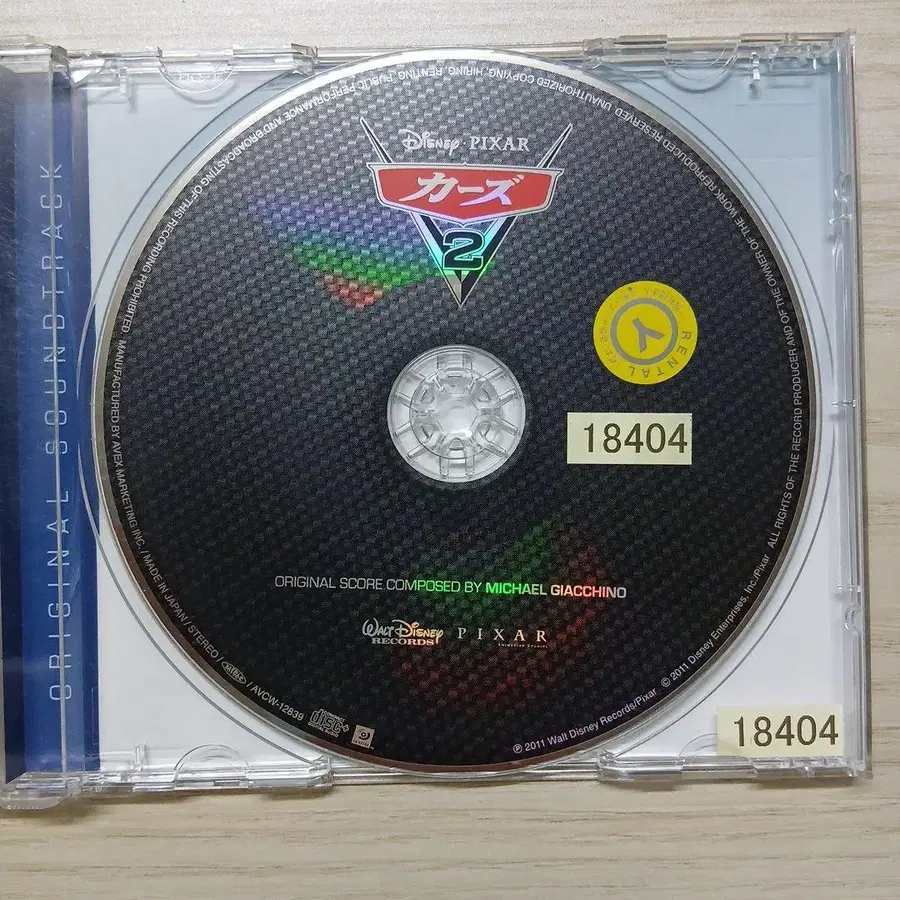 ORIGINAL SOUNDTRACK
DISNEY · PIXAR
カーズ
2
RENTAL
Y
18404
ORIGINAL SCORE COMPOSED BY MICHAEL GIACCHINO
WALT DISNEY RECORDS
PIXAR
ALL RIGHTS OF THE RECORD PRODUCER AND OF THE OWNER OF THE WORK REPRODUCED RESERVED. UNAUTHORIZED COPYING, HIRING, RENTING, PUBLIC PERFORMANCE AND BROADCASTING OF THIS RECORDING PROHIBITED. MANUFACTURED BY AVEX MARKETING INC. / MADE IN JAPAN / STEREO / AVCW-12839
disc
℗ 2011 Walt Disney Records/Pixar © 2011 Disney Enterprises, Inc./Pixar
18404